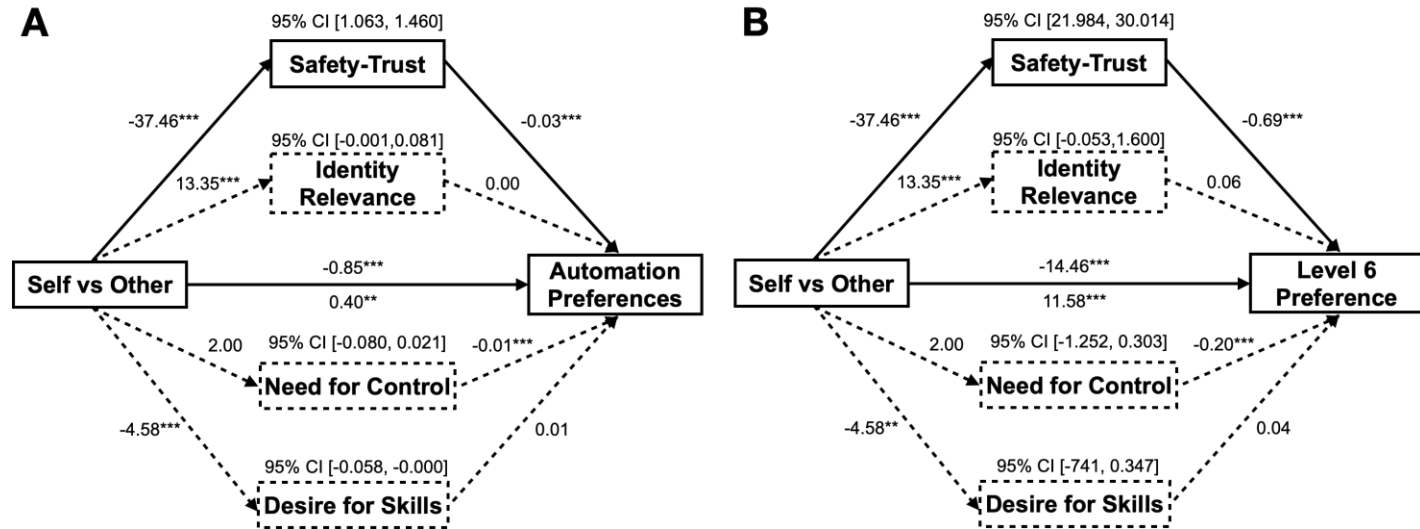 A
95% CI [1.063, 1.460]
Safety-Trust
-37.46***
-0.03***
95% CI [-0.001,0.081]
Identity
Relevance
13.35***
0.00
Self vs Other
-0.85***
0.40**
Automation
Preferences
2.00
95% CI [-0.080, 0.021]
-0.01***
Need for Control
-4.58***
0.01
95% CI [-0.058, -0.000]
Desire for Skills
B
95% CI [21.984, 30.014]
Safety-Trust
-37.46***
-0.69***
95% CI [-0.053,1.600]
Identity
Relevance
13.35***
0.06
Self vs Other
-14.46***
11.58***
Level 6
Preference
2.00
95% CI [-1.252, 0.303]
-0.20***
Need for Control
-4.58**
0.04
95% CI [-741, 0.347]
Desire for Skills